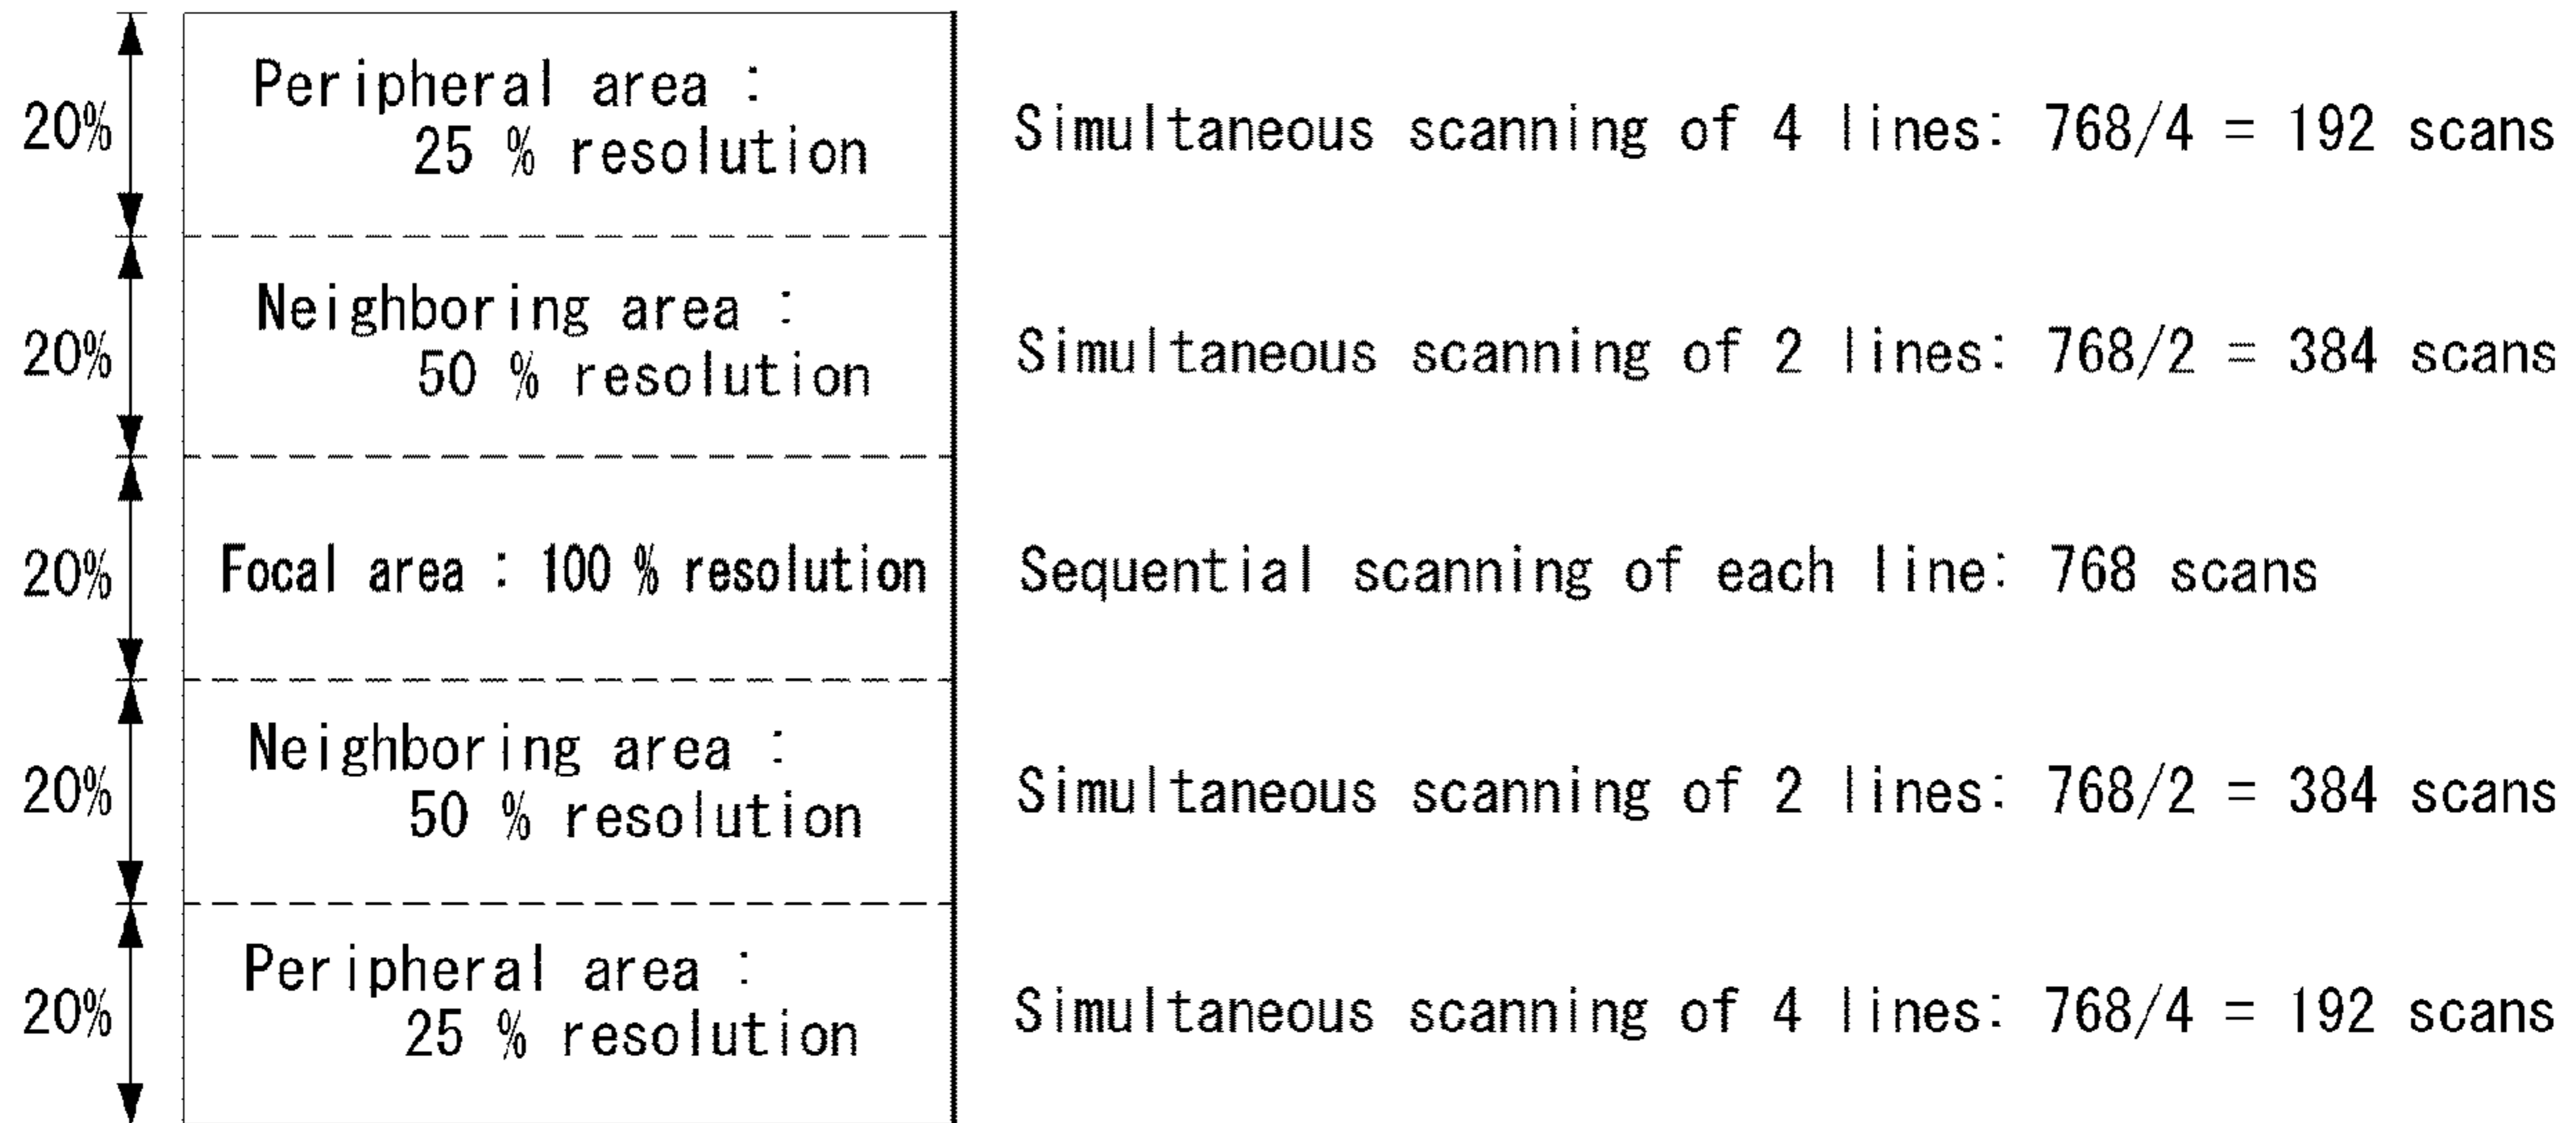 20%
Peripheral area :
25 % resolution
Simultaneous scanning of 4 lines: 768/4 = 192 scans
20%
Neighboring area :
50 % resolution
Simultaneous scanning of 2 lines: 768/2 = 384 scans
20%
Focal area : 100 % resolution
Sequential scanning of each line: 768 scans
20%
Neighboring area :
50 % resolution
Simultaneous scanning of 2 lines: 768/2 = 384 scans
20%
Peripheral area :
25 % resolution
Simultaneous scanning of 4 lines: 768/4 = 192 scans